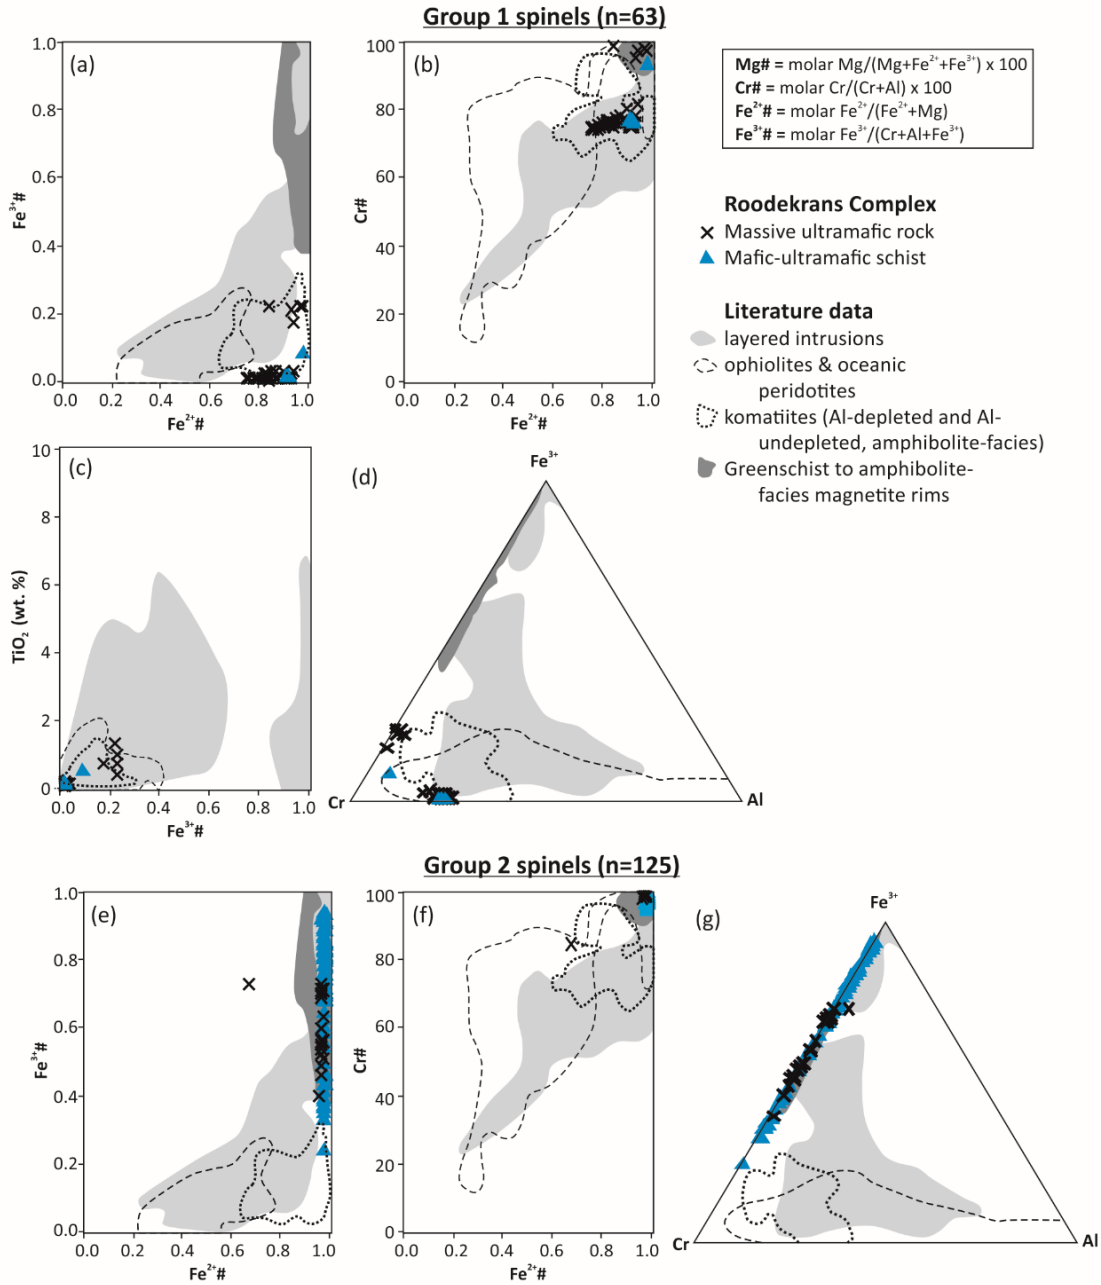 Group 1 spinels (n=63)
(a)
1.0
0.8
0.6
0.4
0.2
0.0
Fe³⁺#
0.0 0.2 0.4 0.6 0.8 1.0
Fe²⁺#
(b)
100
80
60
40
20
0
Cr#
0.0 0.2 0.4 0.6 0.8 1.0
Fe²⁺#
Mg# = molar Mg/(Mg+Fe²⁺+Fe³⁺) x 100
Cr# = molar Cr/(Cr+Al) x 100
Fe²⁺# = molar Fe²⁺/(Fe²⁺+Mg)
Fe³⁺# = molar Fe³⁺/(Cr+Al+Fe³⁺)
Roodekrans Complex
Massive ultramafic rock
Mafic-ultramafic schist
Literature data
layered intrusions
ophiolites & oceanic
peridotites
komatiites (Al-depleted and Al-
undepleted, amphibolite-facies)
Greenschist to amphibolite-
facies magnetite rims
(c)
10
8
6
4
2
0
TiO₂ (wt. %)
0.0 0.2 0.4 0.6 0.8 1.0
Fe³⁺#
(d)
Fe³⁺
Cr
Al
Group 2 spinels (n=125)
(e)
1.0
0.8
0.6
0.4
0.2
0.0
Fe³⁺#
0.0 0.2 0.4 0.6 0.8 1.0
Fe²⁺#
(f)
100
80
60
40
20
0
Cr#
0.0 0.2 0.4 0.6 0.8 1.0
Fe²⁺#
(g)
Fe³⁺
Cr
Al